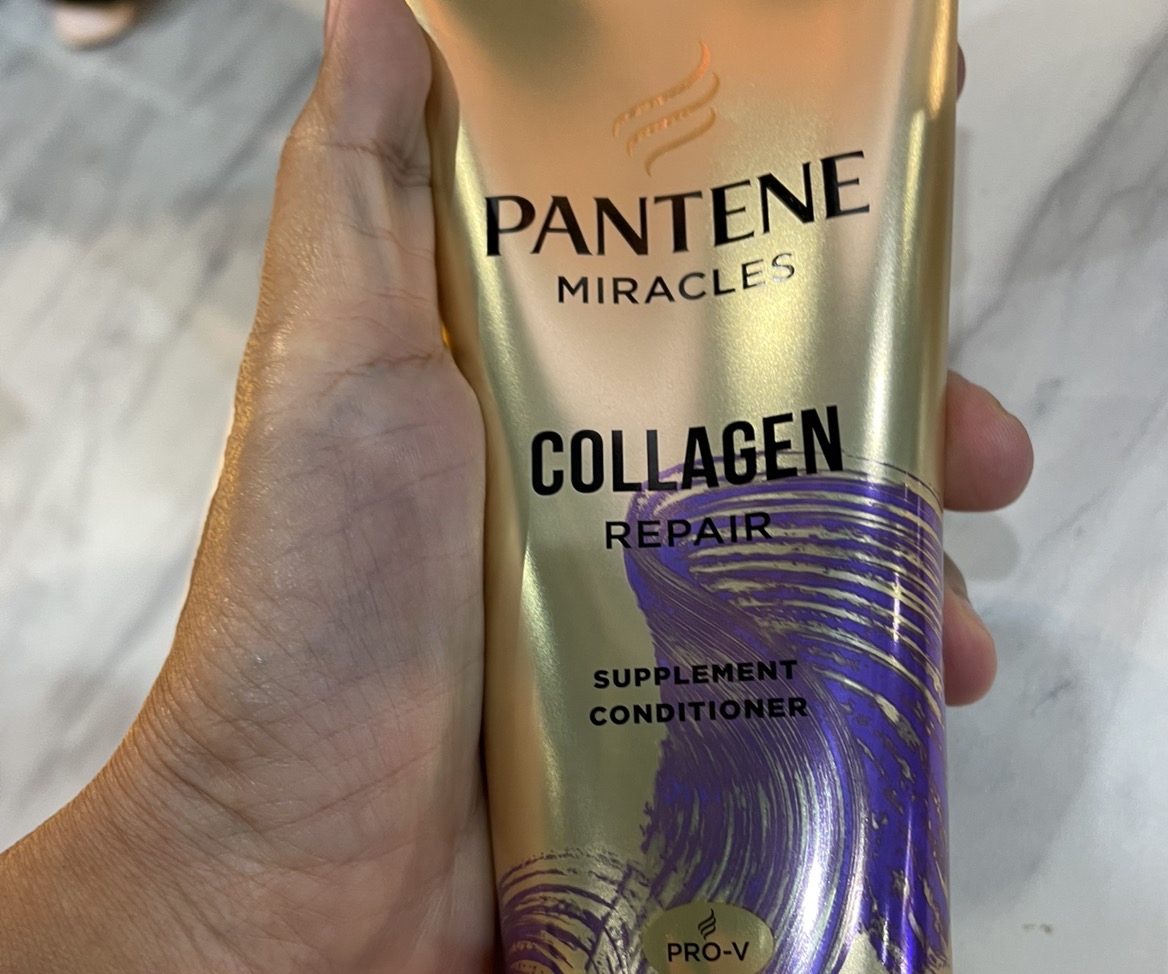 PANTENE
MIRACLES
COLLAGEN
REPAIR
SUPPLEMENT
CONDITIONER
PRO-V